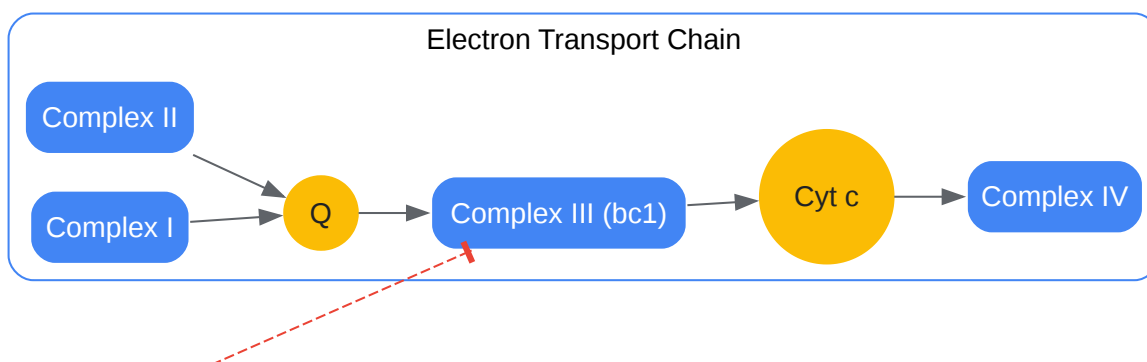 Electron Transport Chain
Complex II
Complex I
Q
Complex III (bc1)
Cyt c
Complex IV